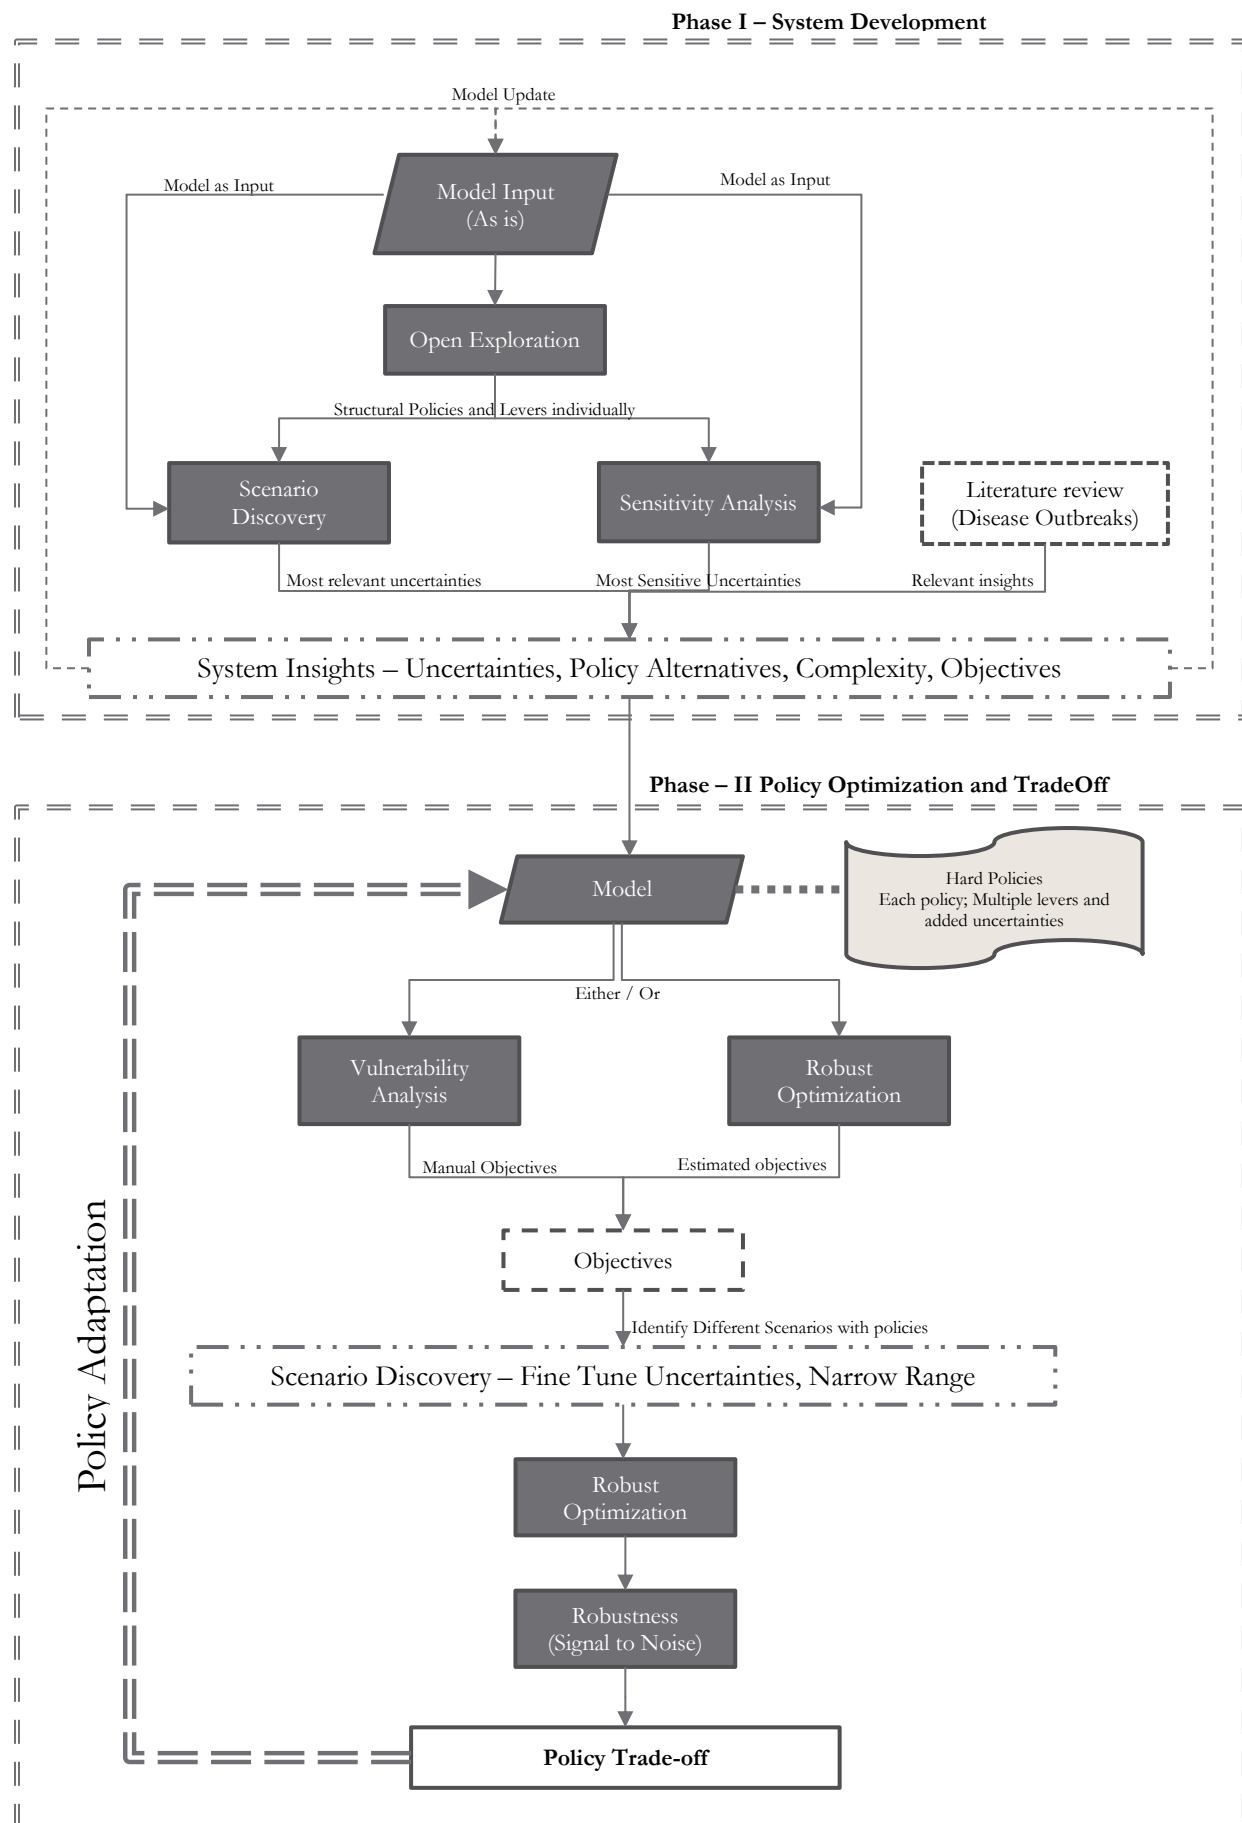 Phase I – System Development
Model Update
Model as Input
Model as Input
Model Input
(As is)
Open Exploration
Structural Policies and Levers individually
Scenario
Discovery
Sensitivity Analysis
Literature review
(Disease Outbreaks)
Most relevant uncertainties
Most Sensitive Uncertainties
Relevant insights
System Insights – Uncertainties, Policy Alternatives, Complexity, Objectives
Phase – II Policy Optimization and TradeOff
Model
Hard Policies
Each policy; Multiple levers and
added uncertainties
Either / Or
Vulnerability
Analysis
Robust
Optimization
Manual Objectives
Estimated objectives
Objectives
Identify Different Scenarios with policies
Scenario Discovery – Fine Tune Uncertainties, Narrow Range
Policy Adaptation
Robust
Optimization
Robustness
(Signal to Noise)
Policy Trade-off